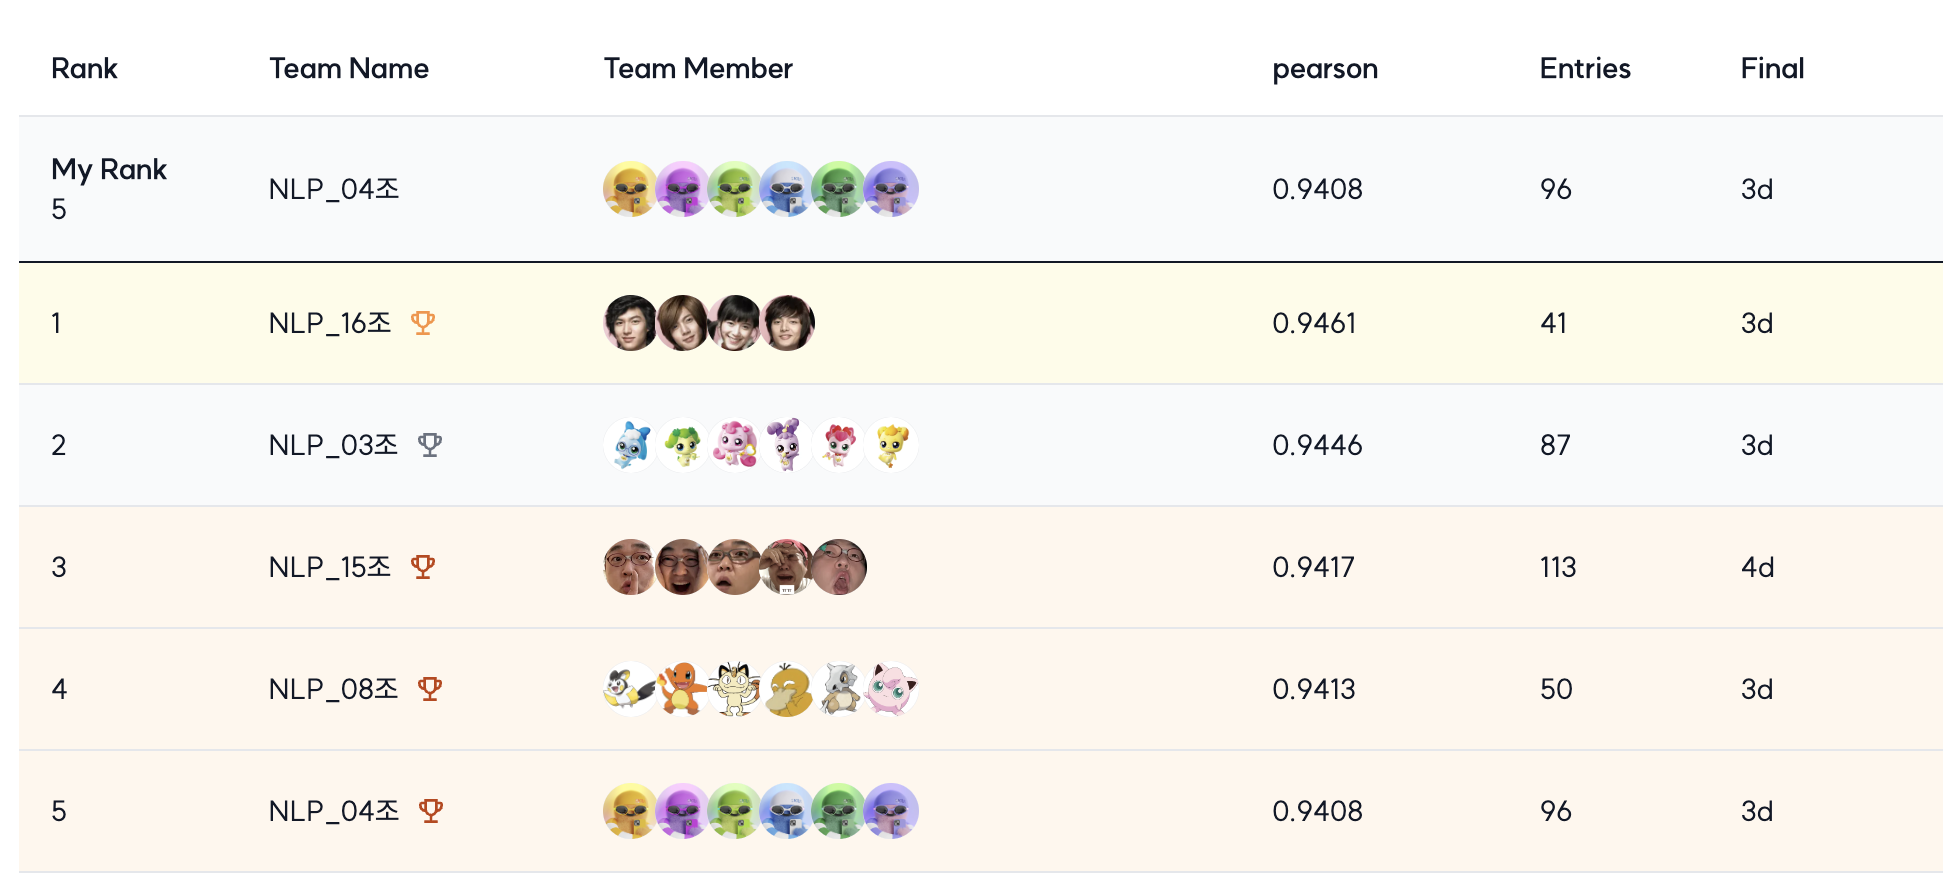 Rank Team Name Team Member pearson Entries Final
My Rank
5 NLP_04조 0.9408 96 3d
1 NLP_16조 0.9461 41 3d
2 NLP_03조 0.9446 87 3d
3 NLP_15조 0.9417 113 4d
4 NLP_08조 0.9413 50 3d
5 NLP_04조 0.9408 96 3d